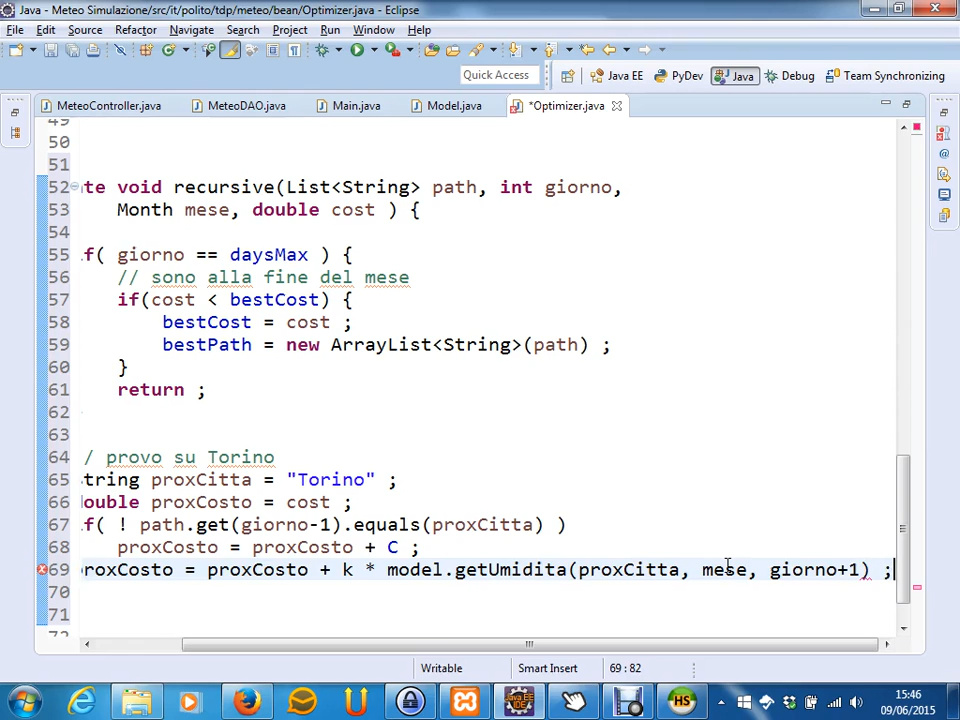 Java - Meteo Simulazione/src/it/polito/tdp/meteo/bean/Optimizer.java - Eclipse
File Edit Source Refactor Navigate Search Project Run Window Help
Quick Access Java EE PyDev Java Debug Team Synchronizing
MeteoController.java MeteoDAO.java Main.java Model.java *Optimizer.java
49
50
51
52 te void recursive(List<String> path, int giorno,
53 Month mese, double cost ) {
54
55 f( giorno == daysMax ) {
56 // sono alla fine del mese
57 if(cost < bestCost) {
58 bestCost = cost ;
59 bestPath = new ArrayList<String>(path) ;
60 }
61 return ;
62
63
64 / provo su Torino
65 tring proxCitta = "Torino" ;
66 double proxCosto = cost ;
67 f( ! path.get(giorno-1).equals(proxCitta) )
68 proxCosto = proxCosto + C ;
69 roxCosto = proxCosto + k * model.getUmidita(proxCitta, mese, giorno+1) ;
70
71
72
Writable Smart Insert 69 : 82
HS
15:46
09/06/2015